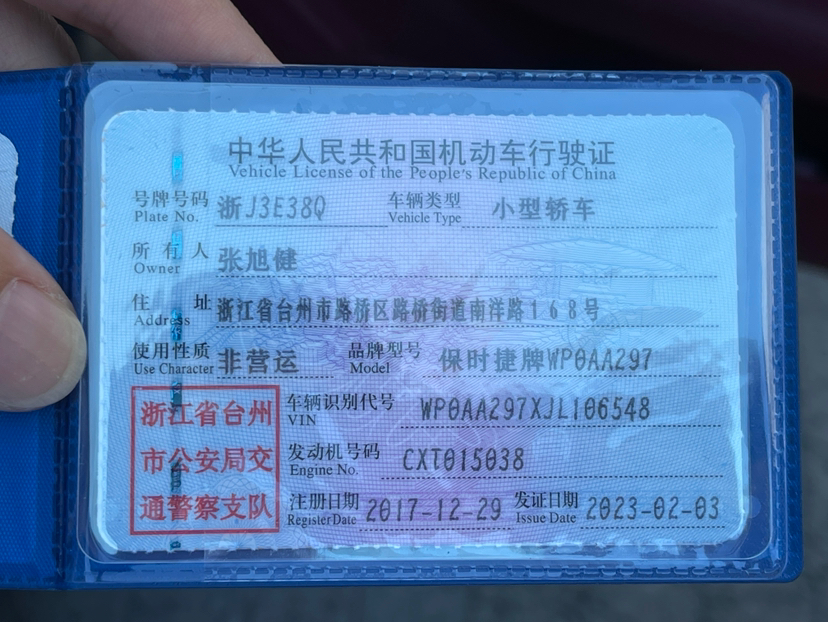 中华人民共和国机动车行驶证
Vehicle License of the People's Republic of China
号牌号码 Plate No. 浙J3E38Q 车辆类型 Vehicle Type 小型轿车
所有人 Owner 张旭健
住址 Address 浙江省台州市路桥区路桥街道南洋路168号
使用性质 Use Character 非营运 品牌型号 Model 保时捷牌WP0AA297
浙江省台州
市公安局交
通警察支队
车辆识别代号 VIN WP0AA297XJL106548
发动机号码 Engine No. CXT015038
注册日期 Register Date 2017-12-29 发证日期 Issue Date 2023-02-03